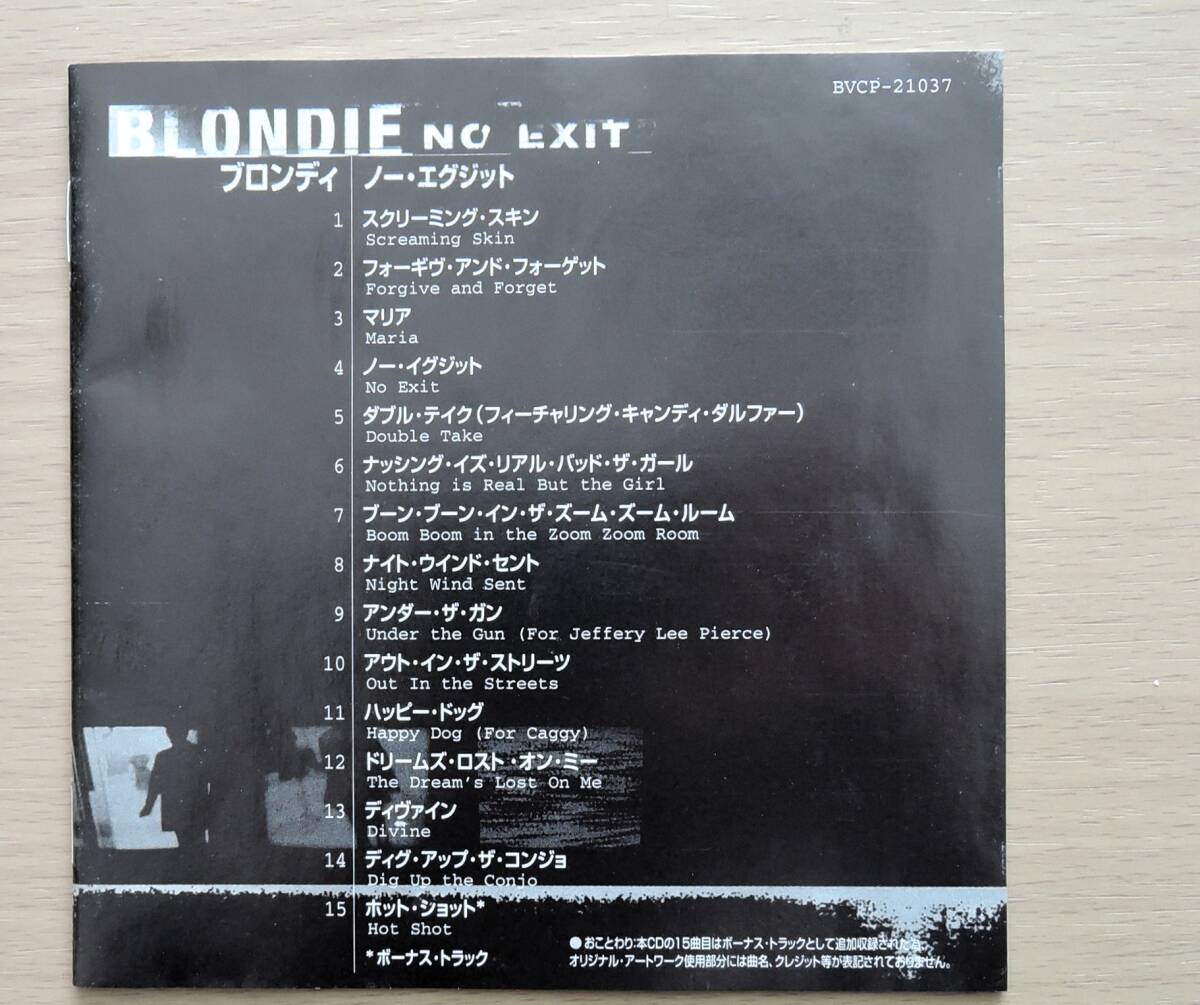 BVCP-21037
BLONDIE NO EXIT
ブロンディ ノー・エグジット
1 スクリーミング・スキン
Screaming Skin
2 フォーギヴ・アンド・フォーゲット
Forgive and Forget
3 マリア
Maria
4 ノー・イグジット
No Exit
5 ダブル・テイク(フィーチャリング・キャンディ・ダルファー)
Double Take
6 ナッシング・イズ・リアル・バッド・ザ・ガール
Nothing is Real But the Girl
7 ブーン・ブーン・イン・ザ・ズーム・ズーム・ルーム
Boom Boom in the Zoom Zoom Room
8 ナイト・ウインド・セント
Night Wind Sent
9 アンダー・ザ・ガン
Under the Gun (For Jeffery Lee Pierce)
10 アウト・イン・ザ・ストリーツ
Out In the Streets
11 ハッピー・ドッグ
Happy Dog (For Caggy)
12 ドリームズ・ロスト・オン・ミー
The Dream's Lost On Me
13 ディヴァイン
Divine
14 ディグ・アップ・ザ・コンジョ
Dig Up the Conjo
15 ホット・ショット*
Hot Shot
*ボーナス・トラック
●おことわり:本CDの15曲目はボーナス・トラックとして追加収録された為、
オリジナル・アートワーク使用部分には曲名、クレジット等が表記されておりません。